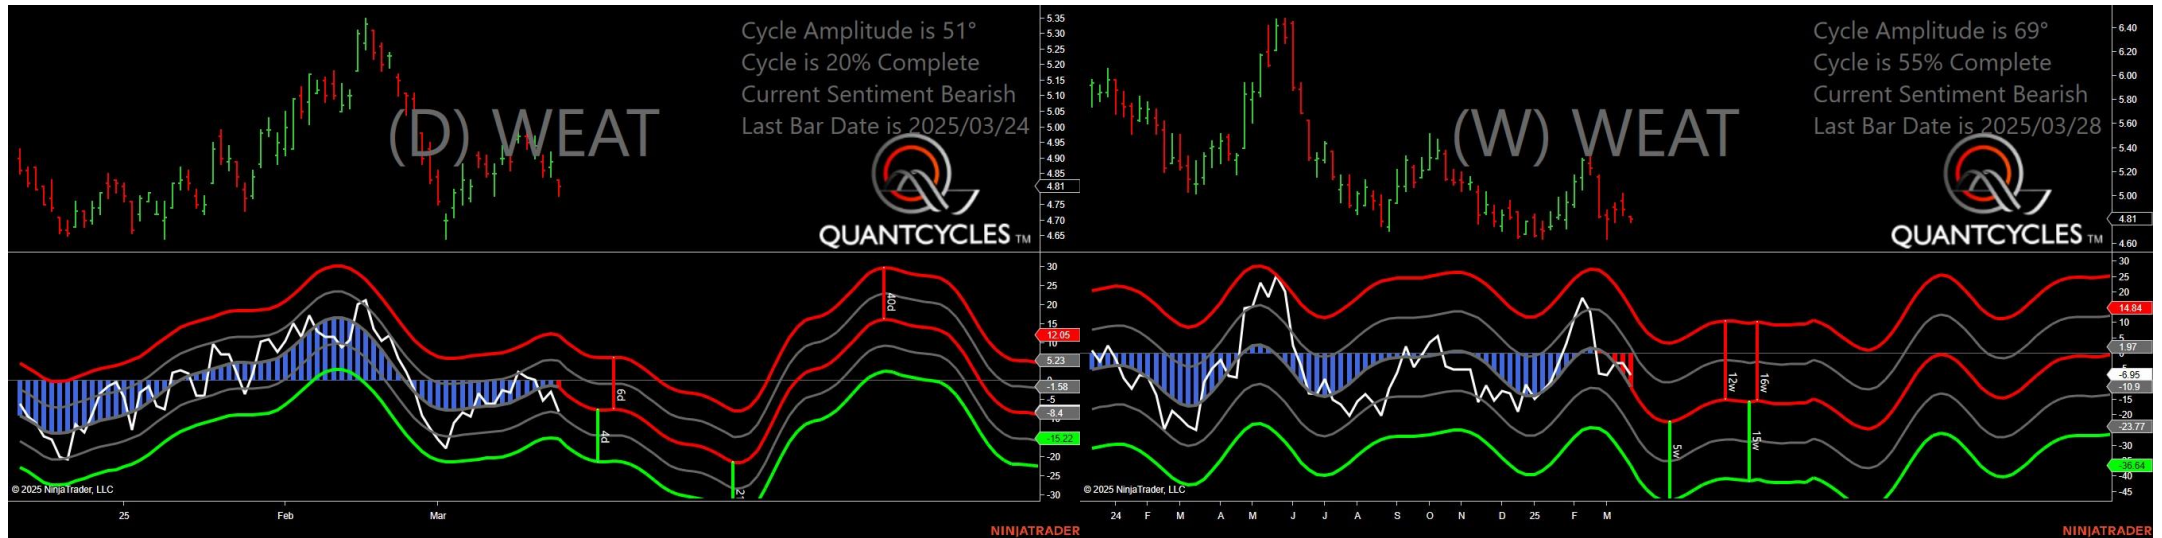 Cycle Amplitude is 51°
Cycle is 20% Complete
Current Sentiment Bearish
Last Bar Date is 2025/03/24
(D) WEAT
QUANTCYCLES TM
5.35
5.30
5.25
5.20
5.15
5.10
5.05
5.00
4.95
4.90
4.85
4.81
4.75
4.70
4.65
30
25
20
15
12.05
10
5.23
-1.58
-5
-8.4
-15.22
-20
-25
-30
40d
6d
4d
© 2025 NinjaTrader, LLC
25 Feb Mar
NINJATRADER
Cycle Amplitude is 69°
Cycle is 55% Complete
Current Sentiment Bearish
Last Bar Date is 2025/03/28
(W) WEAT
QUANTCYCLES TM
6.40
6.20
6.00
5.80
5.60
5.40
5.20
5.00
4.81
4.60
30
25
20
14.84
10
5
1.97
-6.95
-10.9
-15
-20
-23.77
-30
-36.64
-40
-45
12w
16w
5w
15w
© 2025 NinjaTrader, LLC
24 F M A M J J A S O N D 25 F M
NINJATRADER